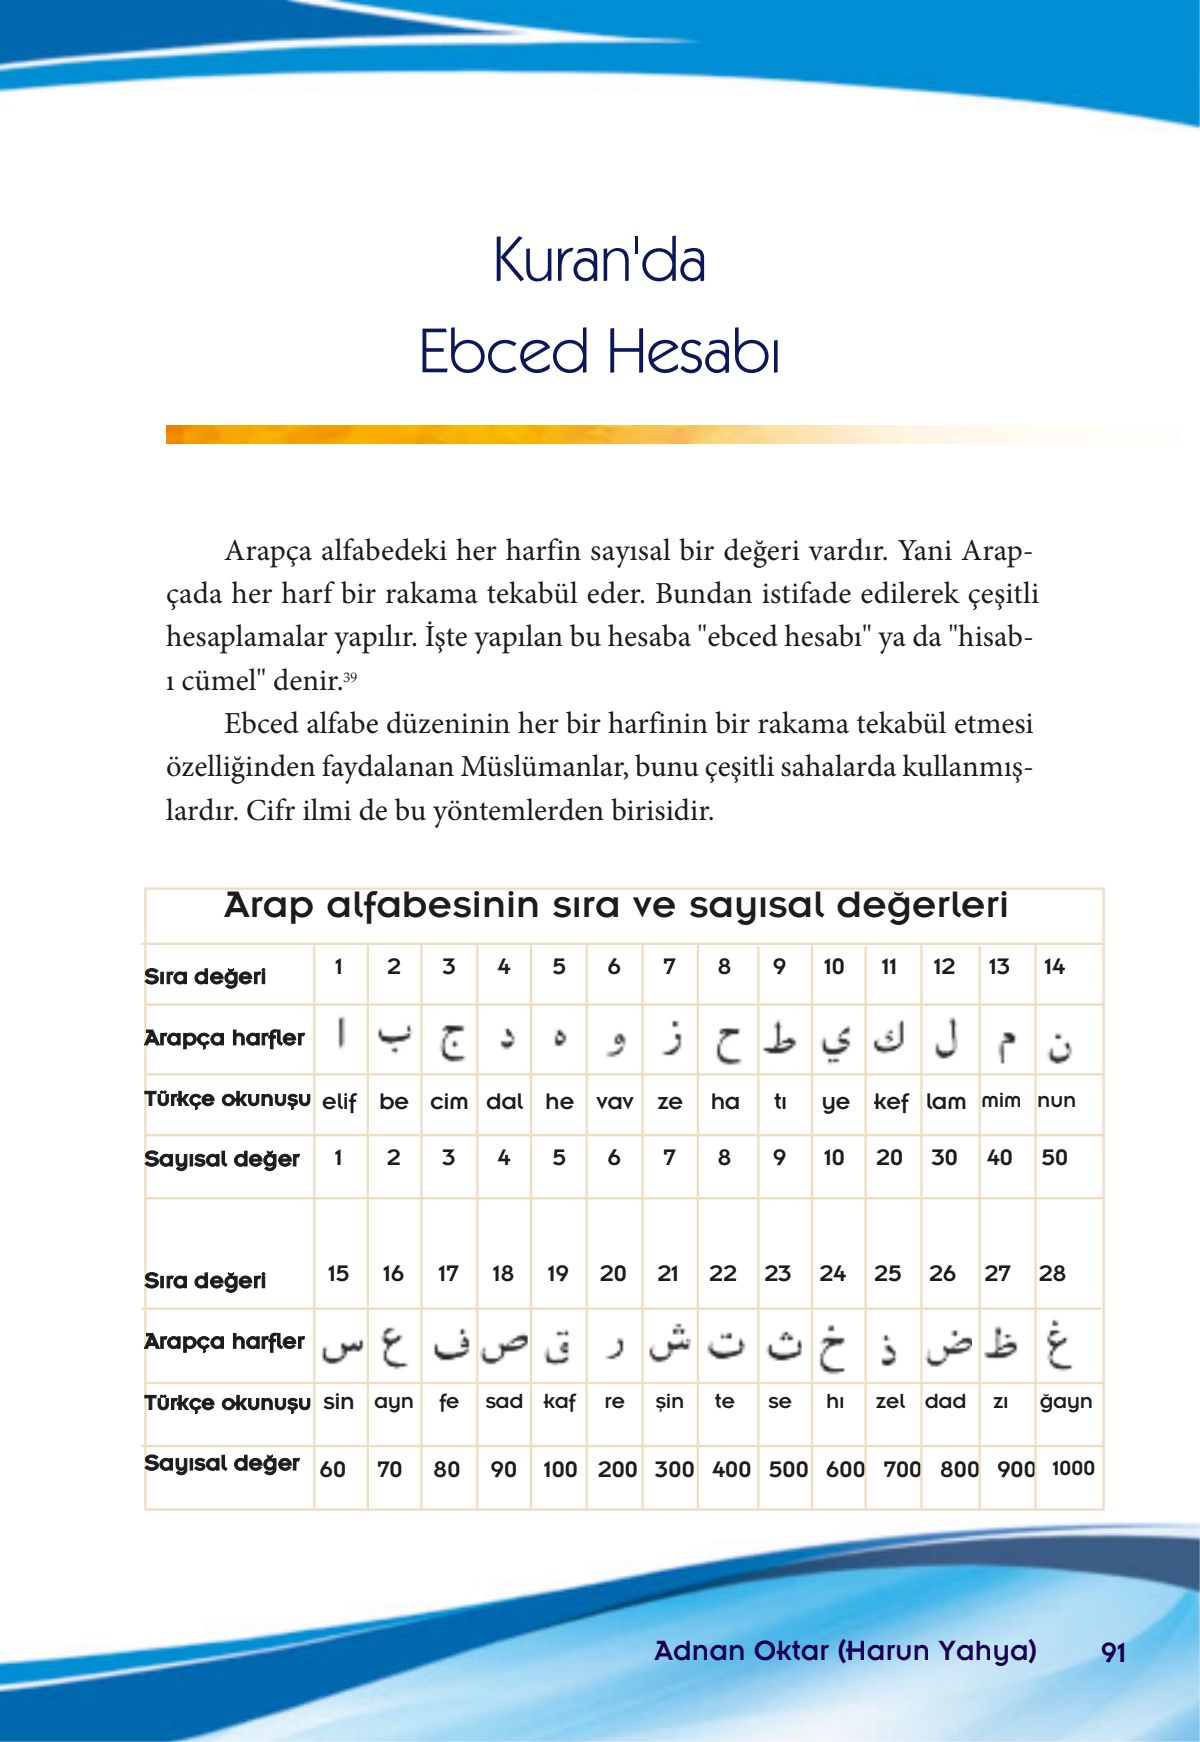 Kuran'da
Ebced Hesabı
Arapça alfabedeki her harfin sayısal bir değeri vardır. Yani Arap-
çada her harf bir rakama tekabül eder. Bundan istifade edilerek çeşitli
hesaplamalar yapılır. İşte yapılan bu hesaba "ebced hesabı" ya da "hisab-
ı cümel" denir.39
Ebced alfabe düzeninin her bir harfinin bir rakama tekabül etmesi
özelliğinden faydalanan Müslümanlar, bunu çeşitli sahalarda kullanmış-
lardır. Cifr ilmi de bu yöntemlerden birisidir.
Arap alfabesinin sıra ve sayısal değerleri
Sıra değeri 1 2 3 4 5 6 7 8 9 10 11 12 13 14
Arapça harfler ا ب ج د ه و ز ح ط ي ك ل م ن
Türkçe okunuşu elif be cim dal he vav ze ha tı ye kef lam mim nun
Sayısal değer 1 2 3 4 5 6 7 8 9 10 20 30 40 50
Sıra değeri 15 16 17 18 19 20 21 22 23 24 25 26 27 28
Arapça harfler س ع ف ص ق ر ش ت ث خ ذ ض ظ غ
Türkçe okunuşu sin ayn fe sad kaf re şin te se hı zel dad zı ğayn
Sayısal değer 60 70 80 90 100 200 300 400 500 600 700 800 900 1000
Adnan Oktar (Harun Yahya) 91